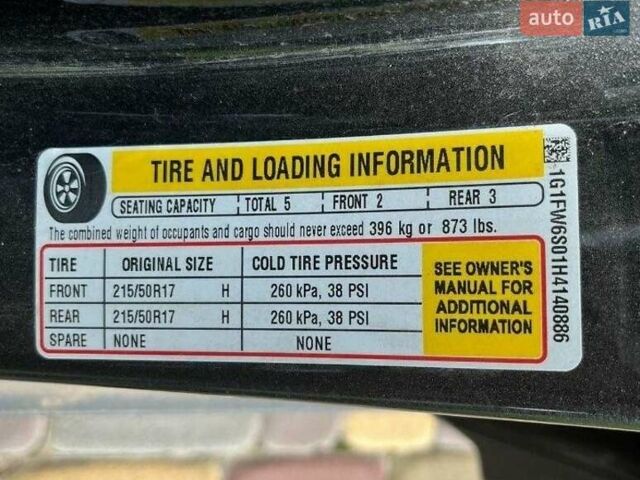 auto RIA
TIRE AND LOADING INFORMATION
SEATING CAPACITY TOTAL 5 FRONT 2 REAR 3
The combined weight of occupants and cargo should never exceed 396 kg or 873 lbs.
TIRE ORIGINAL SIZE COLD TIRE PRESSURE
FRONT 215/50R17 H 260 kPa, 38 PSI
REAR 215/50R17 H 260 kPa, 38 PSI
SPARE NONE NONE
SEE OWNER'S
MANUAL FOR
ADDITIONAL
INFORMATION
1G1FW6S01H4140886